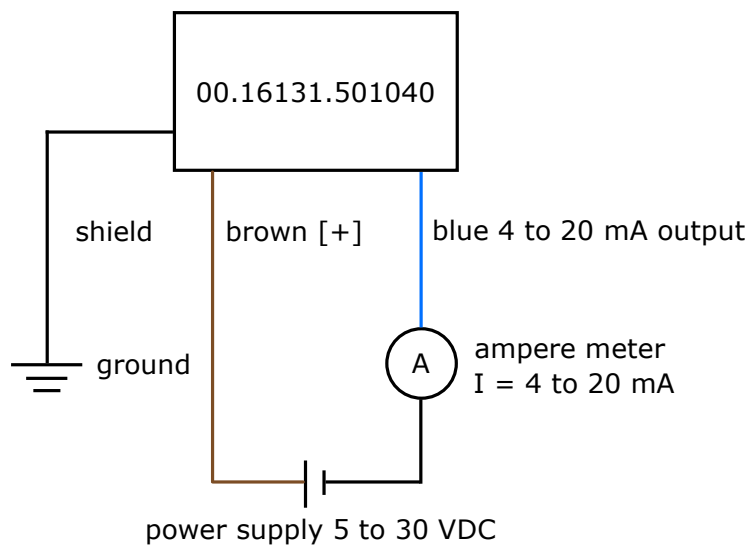 00.16131.501040
shield
brown [+]
blue 4 to 20 mA output
ground
A
ampere meter
I = 4 to 20 mA
power supply 5 to 30 VDC